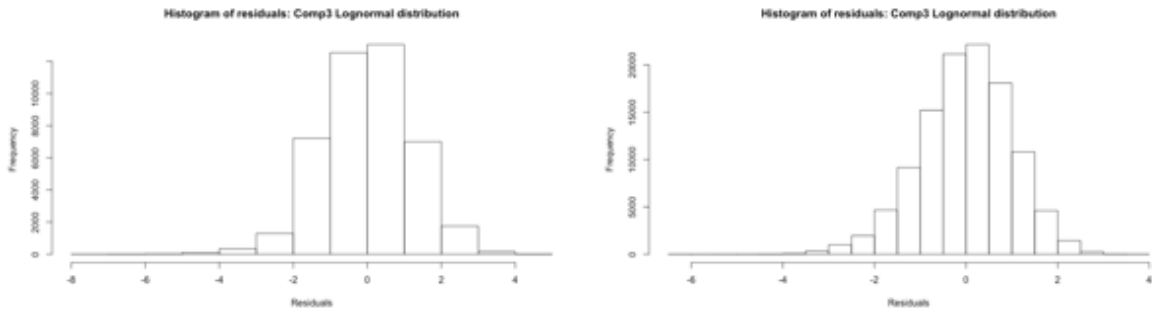 Histogram of residuals: Comp3 Lognormal distribution
Frequency
10000
8000
6000
4000
2000
0
-8 -6 -4 -2 0 2 4
Residuals
Histogram of residuals: Comp3 Lognormal distribution
Frequency
20000
15000
10000
5000
0
-6 -4 -2 0 2 4
Residuals